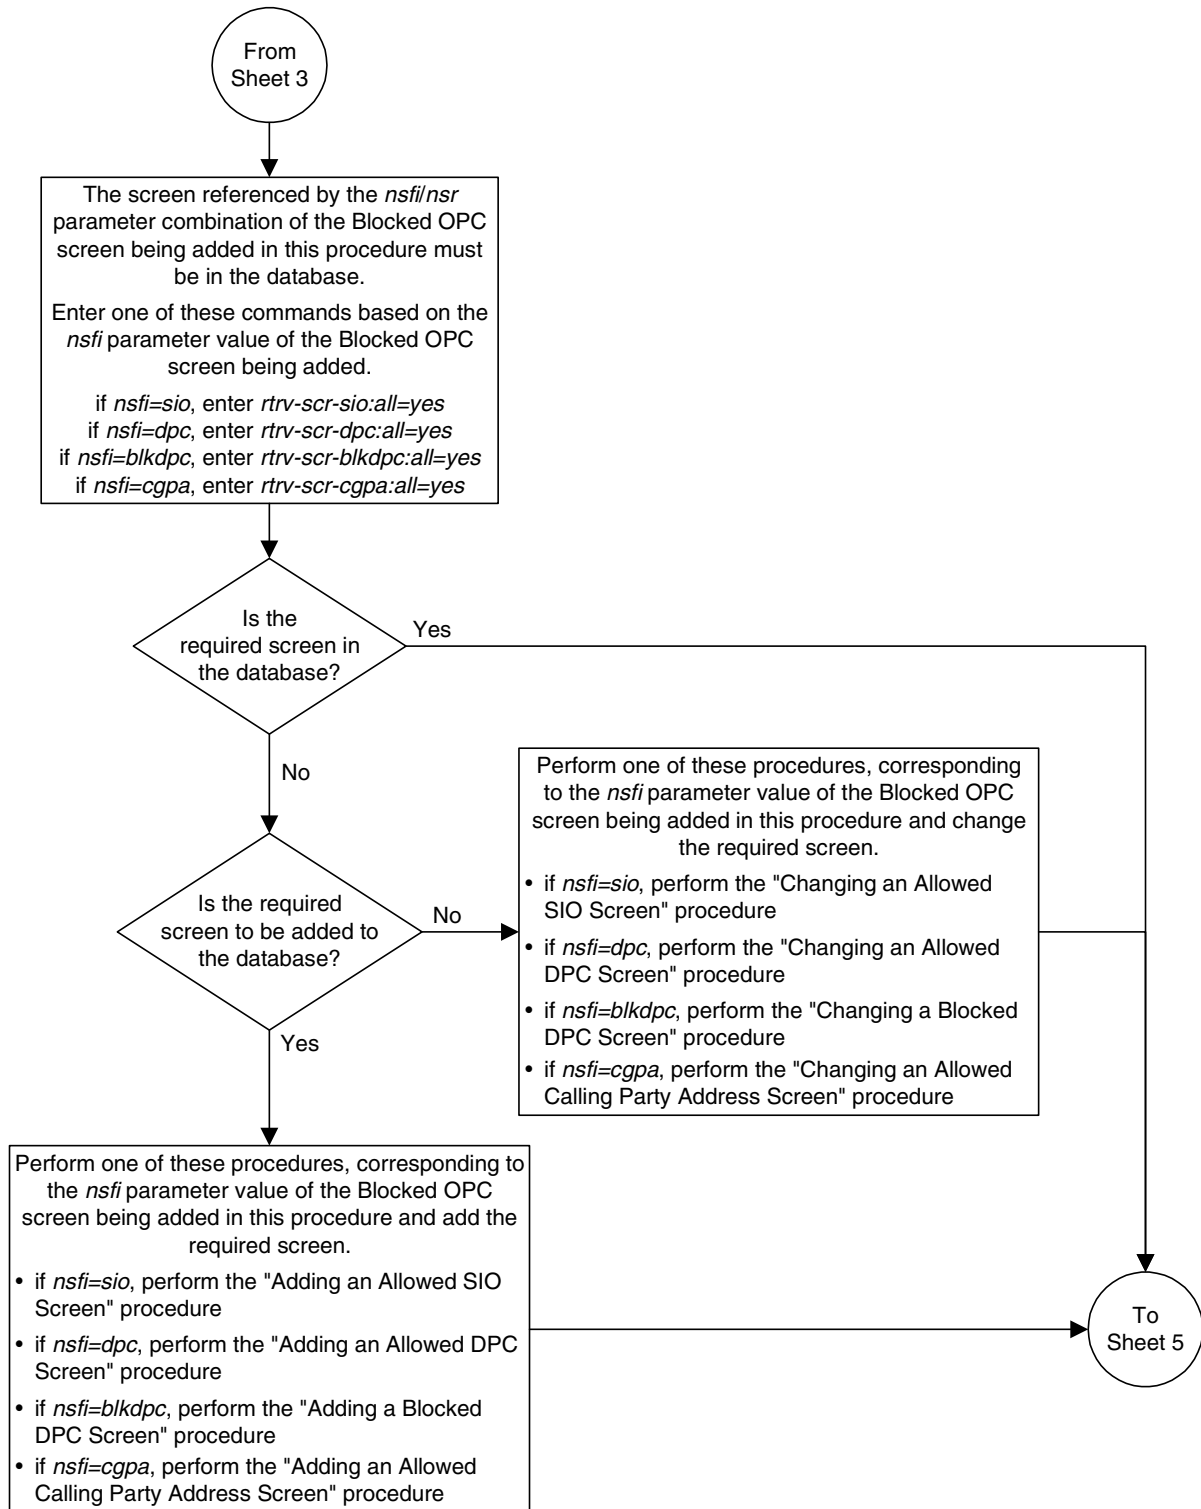 From
Sheet 3
The screen referenced by the nsfi/nsr
parameter combination of the Blocked OPC
screen being added in this procedure must
be in the database.
Enter one of these commands based on the
nsfi parameter value of the Blocked OPC
screen being added.
if nsfi=sio, enter rtrv-scr-sio:all=yes
if nsfi=dpc, enter rtrv-scr-dpc:all=yes
if nsfi=blkdpc, enter rtrv-scr-blkdpc:all=yes
if nsfi=cgpa, enter rtrv-scr-cgpa:all=yes
Is the
required screen in
the database?
Yes
No
Is the required
screen to be added to
the database?
No
Yes
Perform one of these procedures, corresponding
to the nsfi parameter value of the Blocked OPC
screen being added in this procedure and change
the required screen.
• if nsfi=sio, perform the "Changing an Allowed
SIO Screen" procedure
• if nsfi=dpc, perform the "Changing an Allowed
DPC Screen" procedure
• if nsfi=blkdpc, perform the "Changing a Blocked
DPC Screen" procedure
• if nsfi=cgpa, perform the "Changing an Allowed
Calling Party Address Screen" procedure
Perform one of these procedures, corresponding to
the nsfi parameter value of the Blocked OPC
screen being added in this procedure and add the
required screen.
• if nsfi=sio, perform the "Adding an Allowed SIO
Screen" procedure
• if nsfi=dpc, perform the "Adding an Allowed DPC
Screen" procedure
• if nsfi=blkdpc, perform the "Adding a Blocked
DPC Screen" procedure
• if nsfi=cgpa, perform the "Adding an Allowed
Calling Party Address Screen" procedure
To
Sheet 5